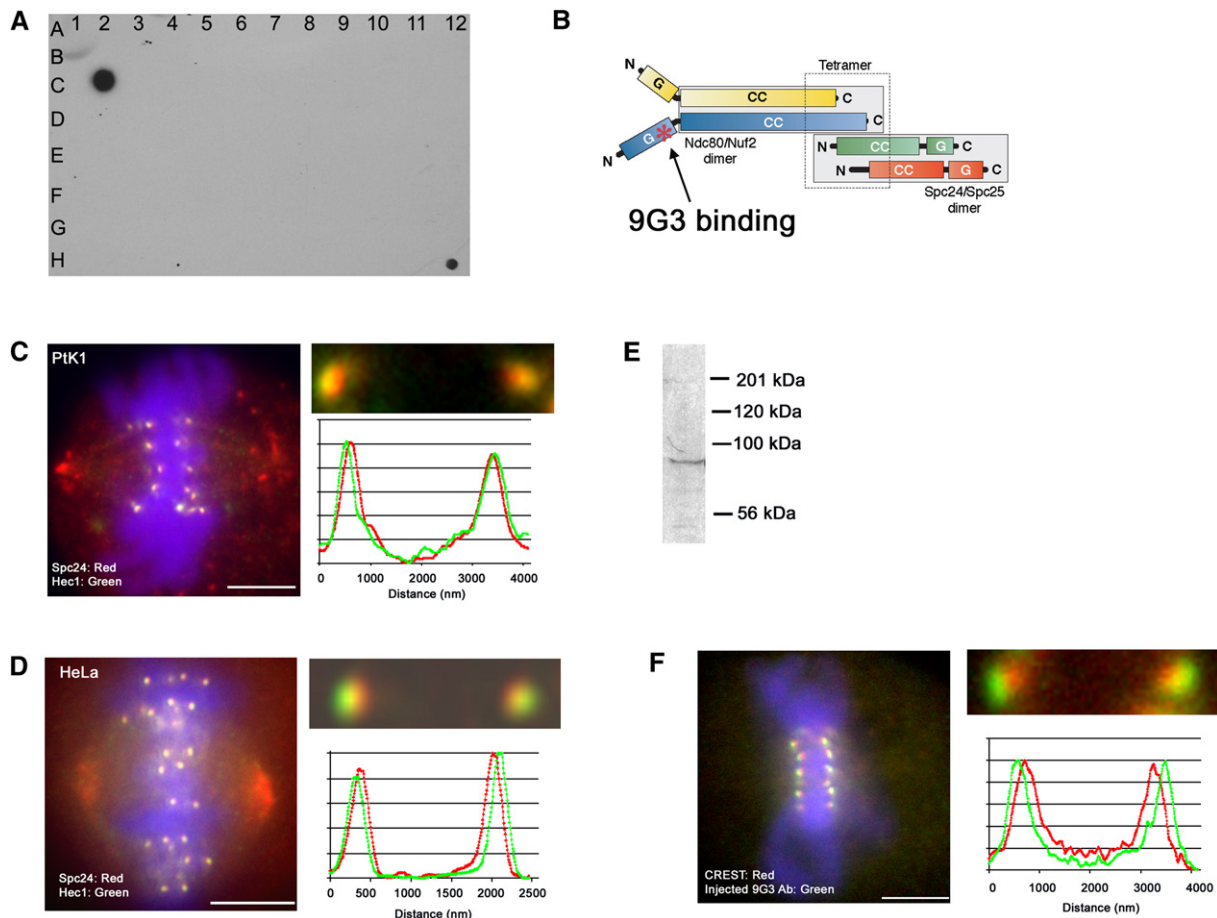 A
1 2 3 4 5 6 7 8 9 10 11 12
A
B
C
D
E
F
G
H
B
Tetramer
N
G
CC
C
G
CC
C
N
Ndc80/Nuf2
dimer
N
CC
G
C
N
CC
G
C
Spc24/Spc25
dimer
9G3 binding
C
PtK1
Spc24: Red
Hec1: Green
0 1000 2000 3000 4000
Distance (nm)
E
201 kDa
120 kDa
100 kDa
56 kDa
D
HeLa
Spc24: Red
Hec1: Green
0 500 1000 1500 2000 2500
Distance (nm)
F
CREST: Red
Injected 9G3 Ab: Green
0 1000 2000 3000 4000
Distance (nm)